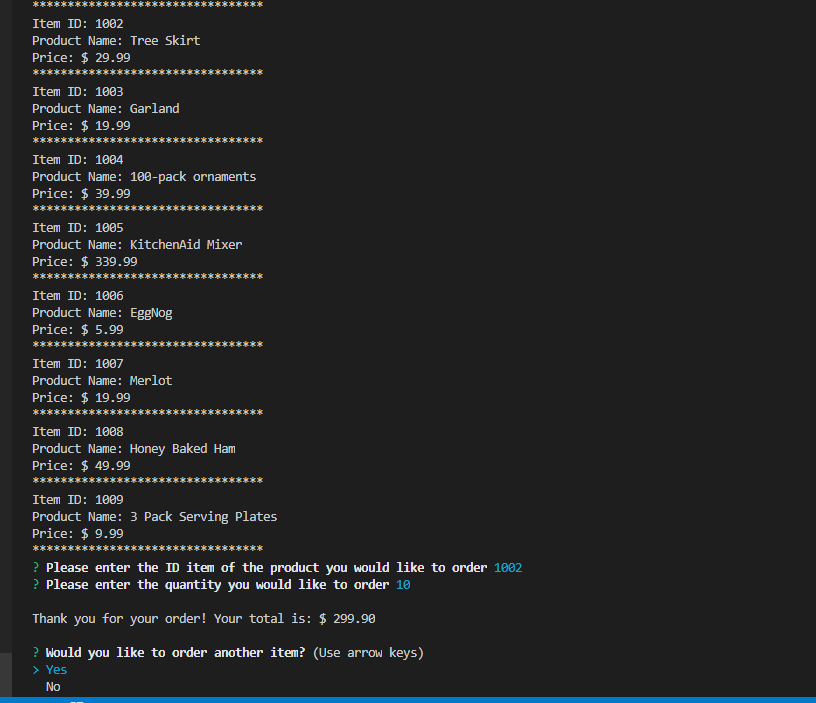 *********************************
Item ID: 1002
Product Name: Tree Skirt
Price: $ 29.99
*********************************
Item ID: 1003
Product Name: Garland
Price: $ 19.99
*********************************
Item ID: 1004
Product Name: 100-pack ornaments
Price: $ 39.99
*********************************
Item ID: 1005
Product Name: KitchenAid Mixer
Price: $ 339.99
*********************************
Item ID: 1006
Product Name: EggNog
Price: $ 5.99
*********************************
Item ID: 1007
Product Name: Merlot
Price: $ 19.99
*********************************
Item ID: 1008
Product Name: Honey Baked Ham
Price: $ 49.99
*********************************
Item ID: 1009
Product Name: 3 Pack Serving Plates
Price: $ 9.99
*********************************
? Please enter the ID item of the product you would like to order 1002
? Please enter the quantity you would like to order 10
Thank you for your order! Your total is: $ 299.90
? Would you like to order another item? (Use arrow keys)
> Yes
No